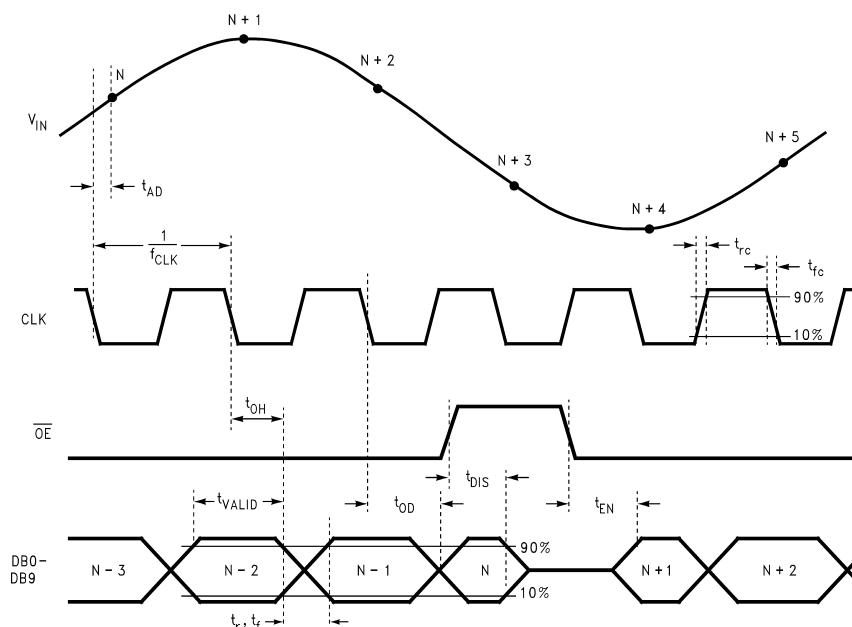 N + 1
N
N + 2
V_IN
N + 5
N + 3
t_AD
N + 4
1
f_CLK
t_rc
t_fc
CLK
90%
10%
t_OH
OE
t_DIS
t_VALID
t_OD
t_EN
90%
DB0–
DB9
N – 3
N – 2
N – 1
N
N + 1
N + 2
10%
t_r, t_f